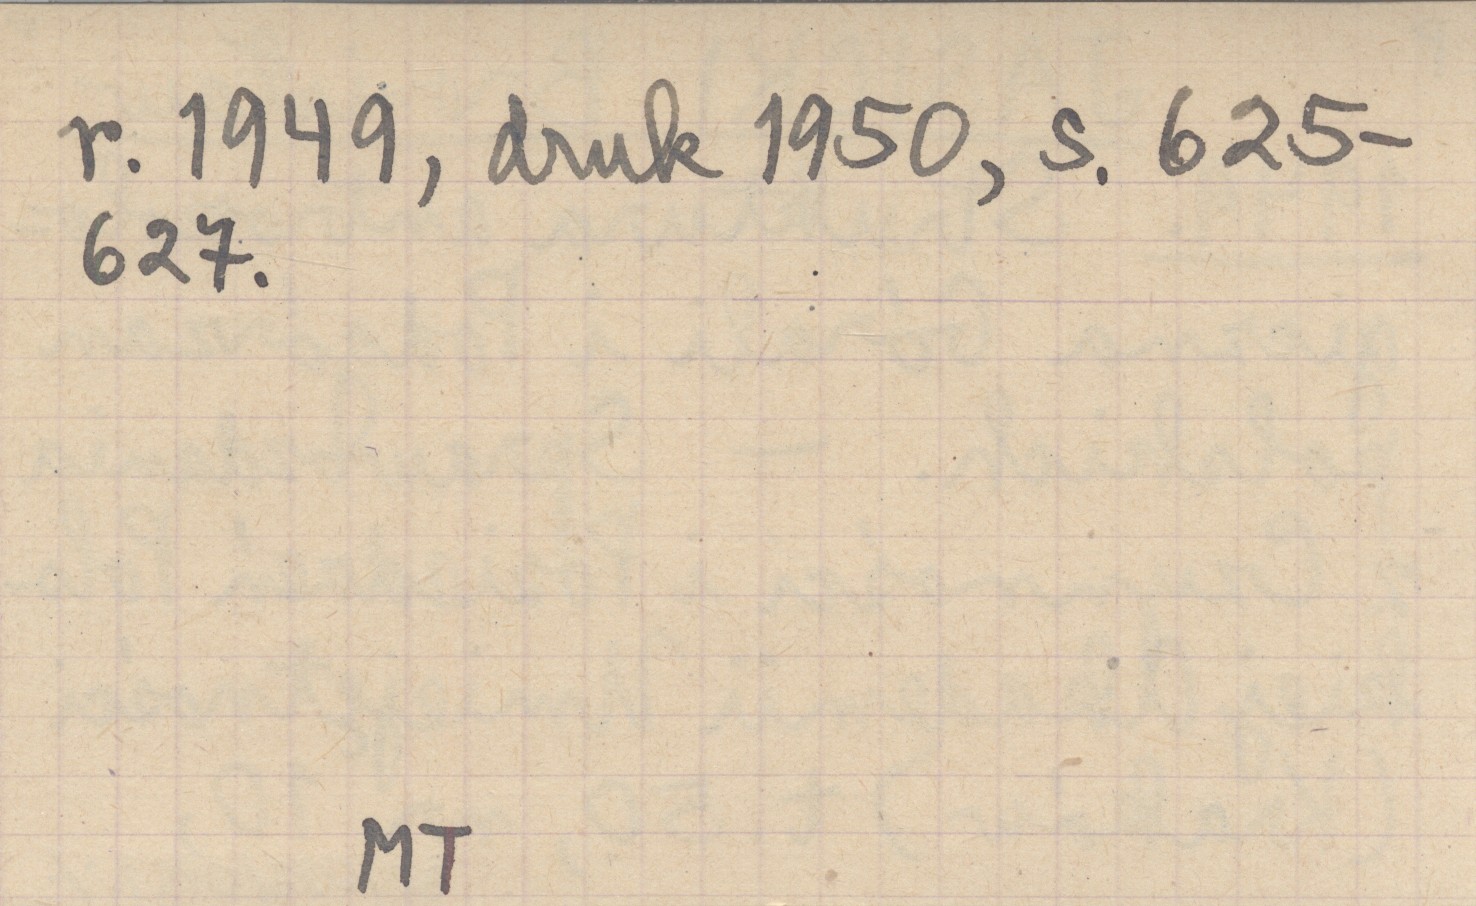 r. 1949, druk 1950, s. 625-
627.
MT